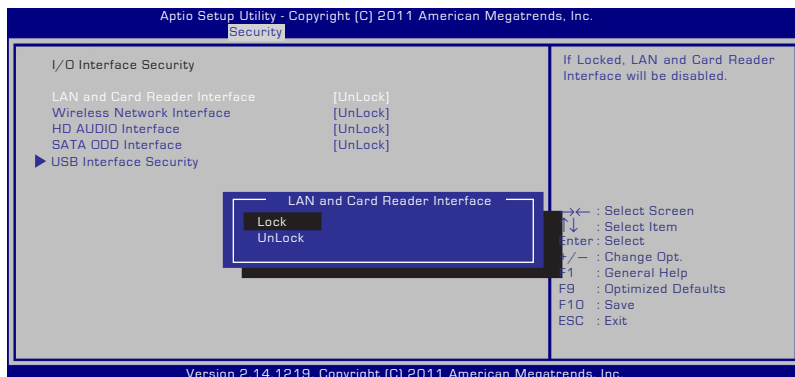 Aptio Setup Utility - Copyright (C) 2011 American Megatrends, Inc.
Security
I/O Interface Security
LAN and Card Reader Interface [UnLock]
Wireless Network Interface [UnLock]
HD AUDIO Interface [UnLock]
SATA ODD Interface [UnLock]
USB Interface Security
LAN and Card Reader Interface
Lock
UnLock
If Locked, LAN and Card Reader
Interface will be disabled.
→← : Select Screen
↑↓ : Select Item
Enter : Select
+/— : Change Opt.
F1 : General Help
F9 : Optimized Defaults
F10 : Save
ESC : Exit
Version 2.14.1219. Copyright (C) 2011 American Megatrends, Inc.